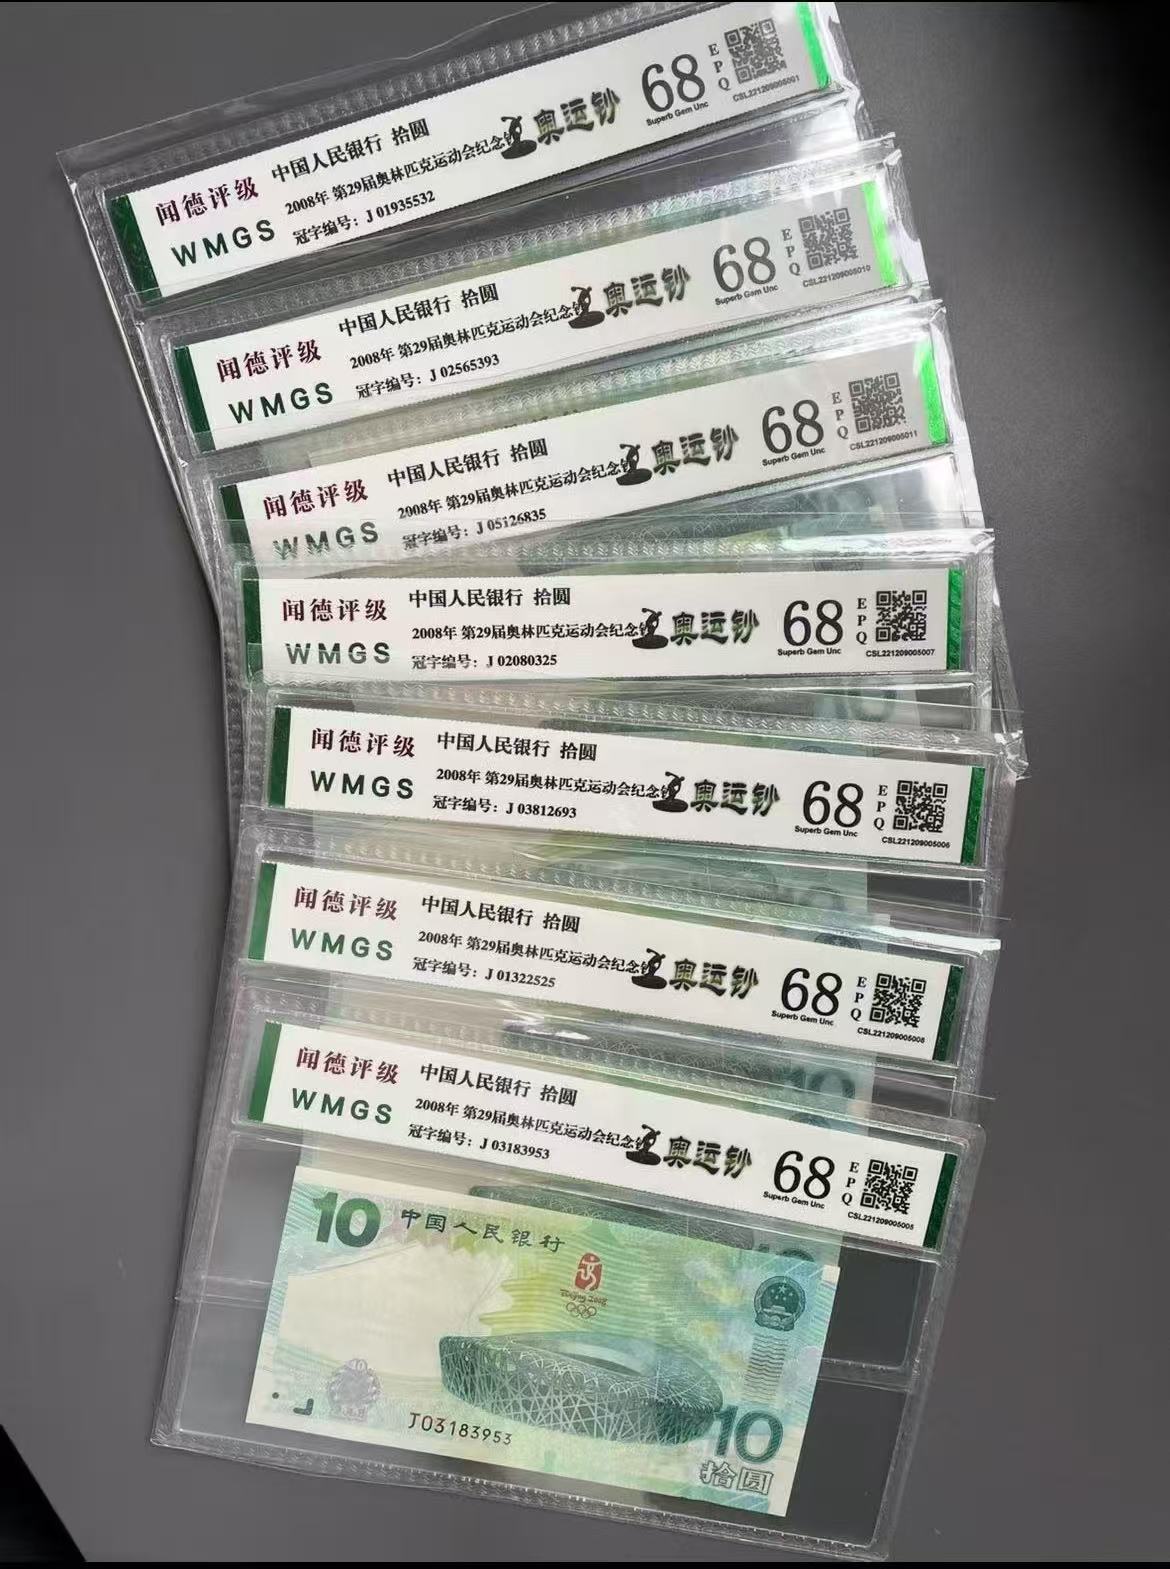 闻德评级
WMGS
中国人民银行 拾圆
2008年 第29届奥林匹克运动会纪念钞
冠字编号：J 01935532
奥运钞
68
Superb Gem Unc
EPQ
CSL221209005001
闻德评级
WMGS
中国人民银行 拾圆
2008年 第29届奥林匹克运动会纪念钞
冠字编号：J 02565393
奥运钞
68
Superb Gem Unc
EPQ
CSL221209005010
闻德评级
WMGS
中国人民银行 拾圆
2008年 第29届奥林匹克运动会纪念钞
冠字编号：J 05126835
奥运钞
68
Superb Gem Unc
EPQ
CSL221209005011
闻德评级
WMGS
中国人民银行 拾圆
2008年 第29届奥林匹克运动会纪念钞
冠字编号：J 02080325
奥运钞
68
Superb Gem Unc
EPQ
CSL221209005007
闻德评级
WMGS
中国人民银行 拾圆
2008年 第29届奥林匹克运动会纪念钞
冠字编号：J 03812693
奥运钞
68
Superb Gem Unc
EPQ
CSL221209005006
闻德评级
WMGS
中国人民银行 拾圆
2008年 第29届奥林匹克运动会纪念钞
冠字编号：J 01322525
奥运钞
68
Superb Gem Unc
EPQ
闻德评级
WMGS
中国人民银行 拾圆
2008年 第29届奥林匹克运动会纪念钞
冠字编号：J 03183953
奥运钞
68
Superb Gem Unc
EPQ
CSL221209005005
10
中国人民银行
Beijing 2008
J03183953
10
拾圆